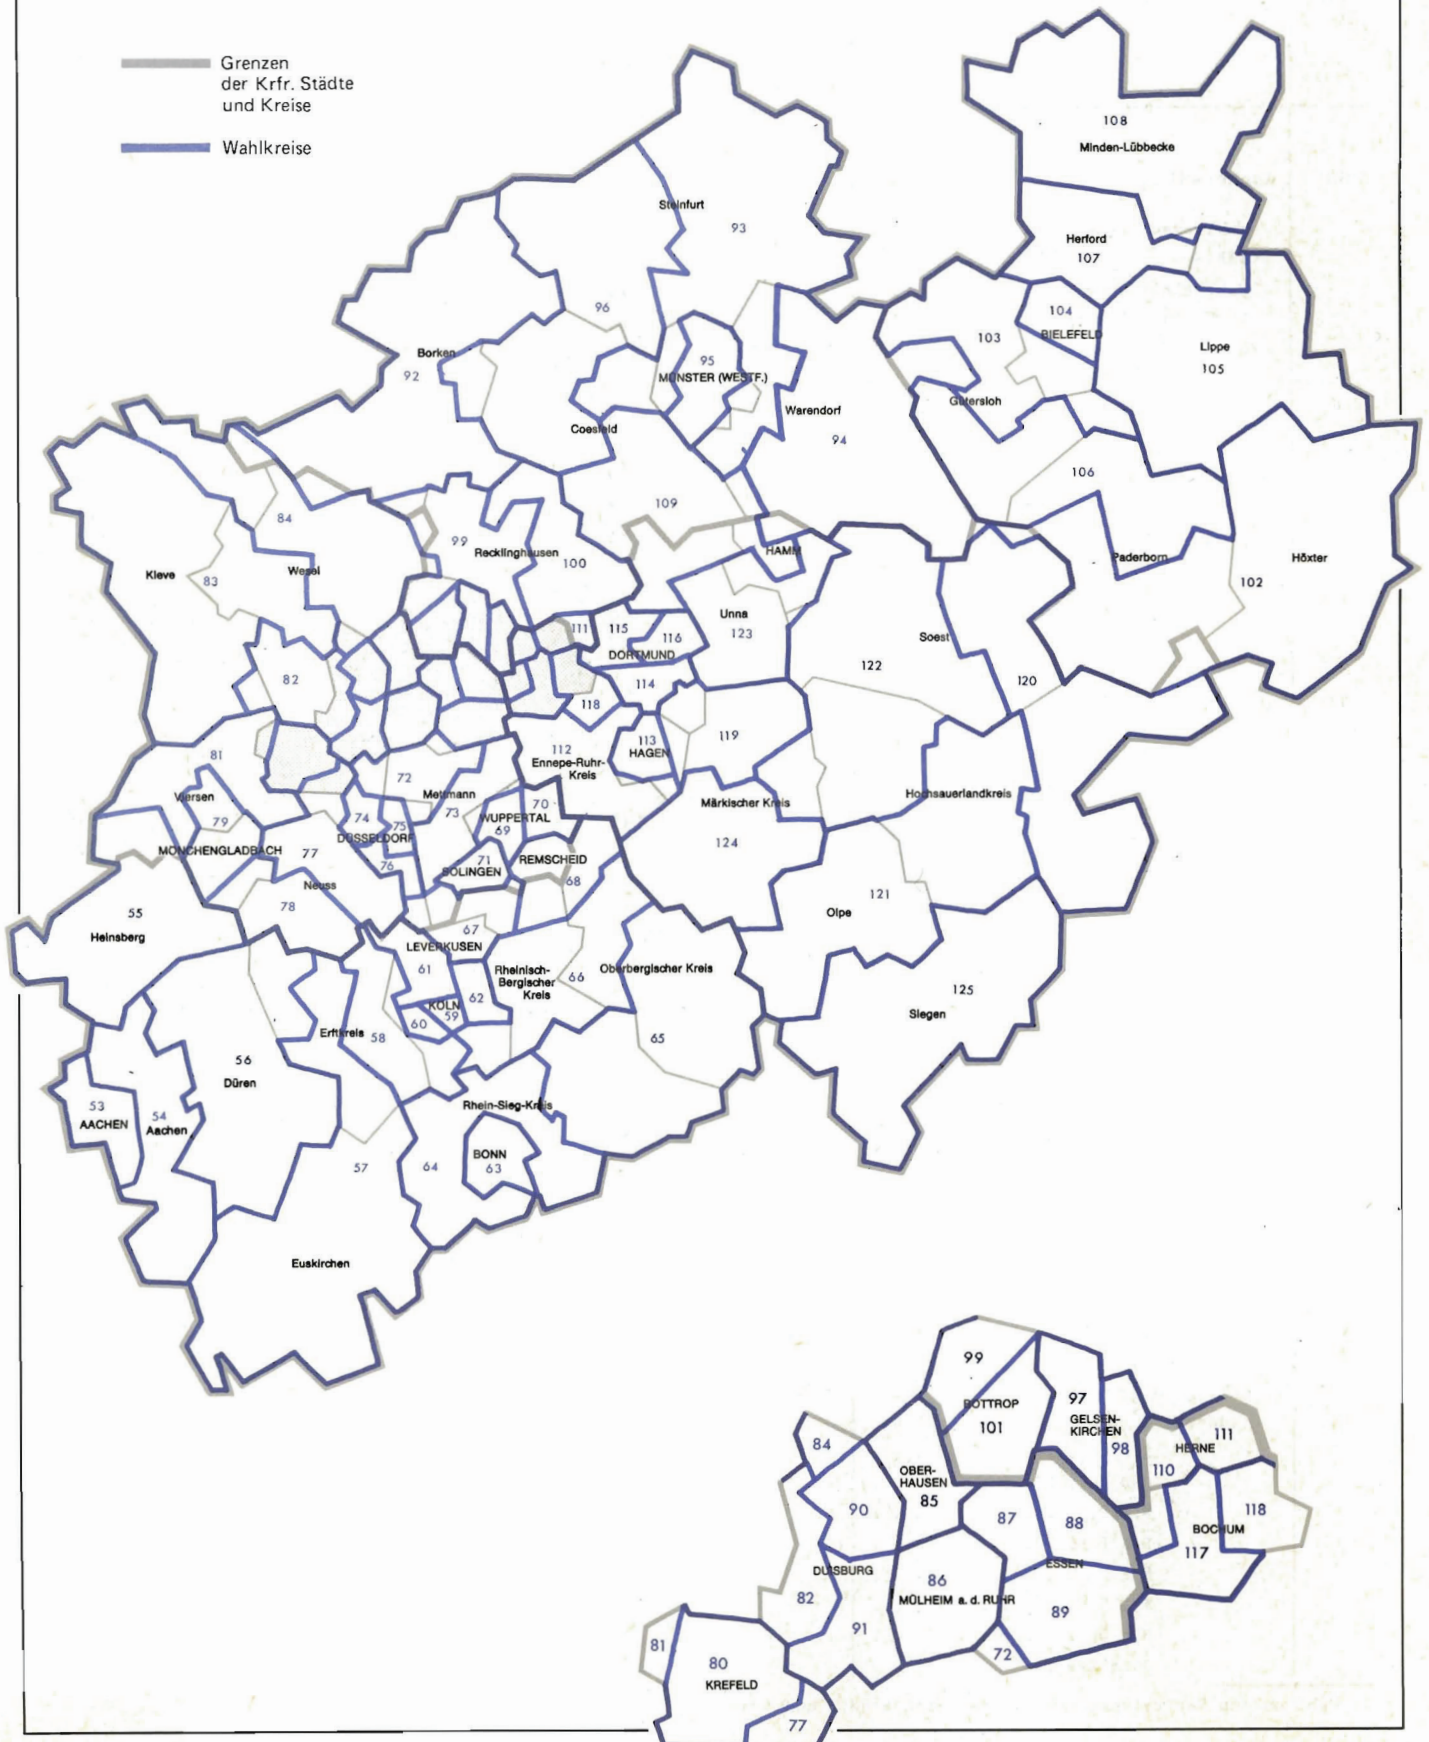 Grenzen
der Krfr. Städte
und Kreise
Wahlkreise
108
Minden-Lübbecke
Steinfurt
93
Herford
107
96
104
BIELEFELD
103
Lippe
105
Borken
92
95
MÜNSTER (WESTF.)
Gütersloh
Warendorf
94
Coesfeld
106
109
84
99
Recklinghausen
100
HAMM
Paderborn
Höxter
102
Kleve
83
Wesel
Unna
123
111
115
116
DORTMUND
Soest
122
120
82
114
118
81
112
Ennepe-Ruhr-
Kreis
113
HAGEN
119
72
Mettmann
Viersen
79
73
70
WUPPERTAL
69
Märkischer Kreis
Hochsauerlandkreis
74
75
DÜSSELDORF
76
MÖNCHENGLADBACH
77
71
SOLINGEN
REMSCHEID
68
124
Neuss
78
121
Olpe
55
Heinsberg
67
LEVERKUSEN
61
Rheinisch-
Bergischer
Kreis
66
Oberbergischer Kreis
62
KÖLN
59
60
125
Siegen
Erftkreis
58
65
56
Düren
53
AACHEN
54
Aachen
Rhein-Sieg-Kreis
BONN
63
57
64
Euskirchen
99
BOTTROP
101
97
GELSEN-
KIRCHEN
98
111
HERNE
110
84
OBER-
HAUSEN
85
90
87
88
118
BOCHUM
117
DUISBURG
ESSEN
86
MÜLHEIM a. d. RUHR
82
89
91
72
81
80
KREFELD
77